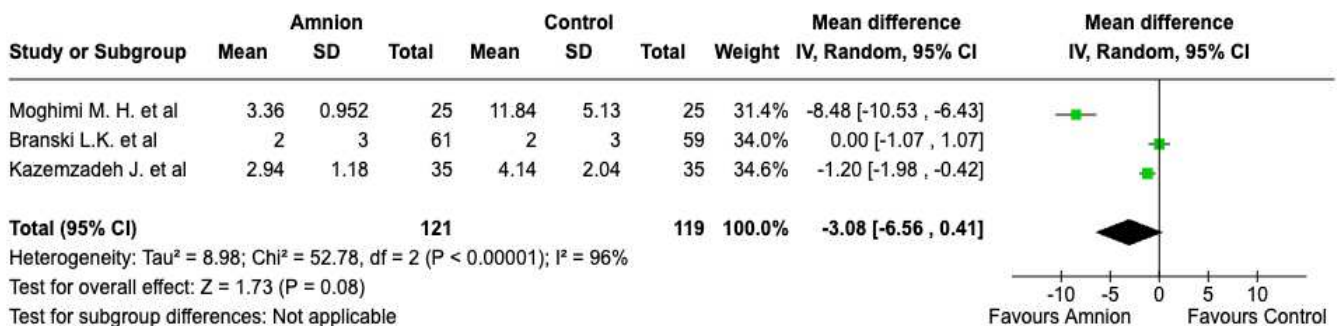 Amnion Control Mean difference Mean difference
Study or Subgroup Mean SD Total Mean SD Total Weight IV, Random, 95% CI IV, Random, 95% CI
Moghimi M. H. et al 3.36 0.952 25 11.84 5.13 25 31.4% -8.48 [-10.53 , -6.43]
Branski L.K. et al 2 3 61 2 3 59 34.0% 0.00 [-1.07 , 1.07]
Kazemzadeh J. et al 2.94 1.18 35 4.14 2.04 35 34.6% -1.20 [-1.98 , -0.42]
Total (95% CI) 121 119 100.0% -3.08 [-6.56 , 0.41]
Heterogeneity: Tau² = 8.98; Chi² = 52.78, df = 2 (P < 0.00001); I² = 96%
Test for overall effect: Z = 1.73 (P = 0.08)
Test for subgroup differences: Not applicable
-10 -5 0 5 10
Favours Amnion Favours Control